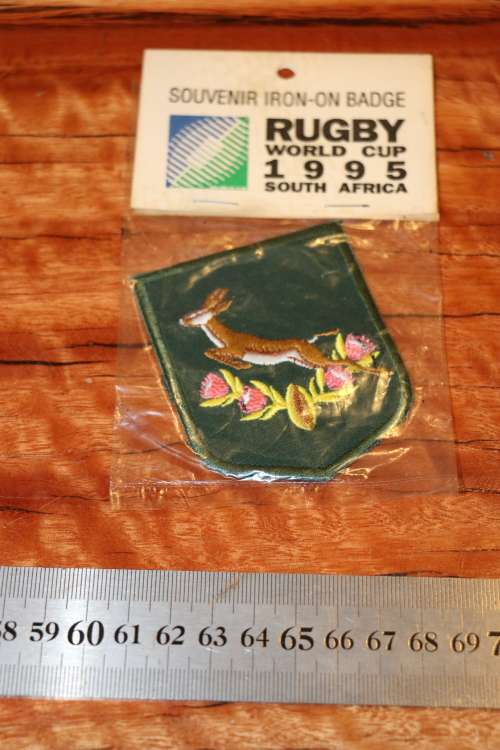 SOUVENIR IRON-ON BADGE
RUGBY
WORLD CUP
1995
SOUTH AFRICA
58 59 60 61 62 63 64 65 66 67 68 69 7